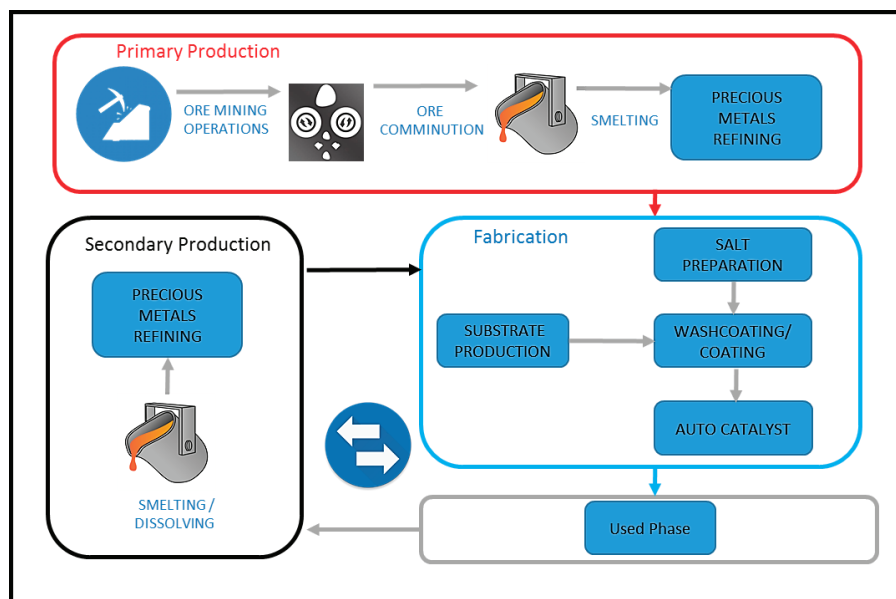 Primary Production
ORE MINING
OPERATIONS
ORE
COMMINUTION
SMELTING
PRECIOUS
METALS
REFINING
Secondary Production
PRECIOUS
METALS
REFINING
SMELTING /
DISSOLVING
Fabrication
SALT
PREPARATION
SUBSTRATE
PRODUCTION
WASHCOATING/
COATING
AUTO CATALYST
Used Phase